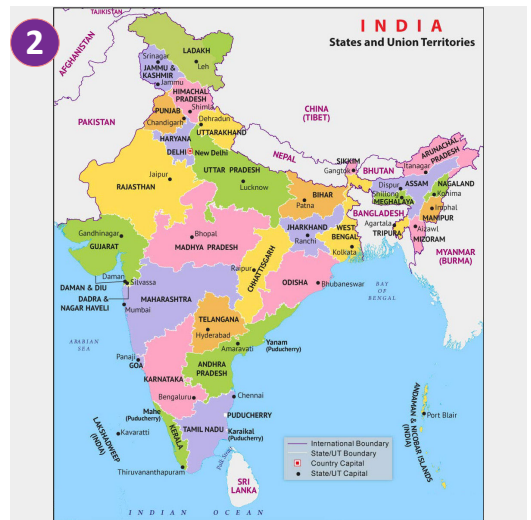 2
INDIA
States and Union Territories
TAJIKISTAN
AFGHANISTAN
LADAKH
Srinagar
Leh
JAMMU &
KASHMIR
Jammu
HIMACHAL
PRADESH
CHINA
(TIBET)
PAKISTAN
PUNJAB
Shimla
Chandigarh
Dehradun
UTTARAKHAND
HARYANA
DELHI
New Delhi
NEPAL
SIKKIM
Gangtok
BHUTAN
ARUNACHAL
PRADESH
Itanagar
Jaipur
RAJASTHAN
UTTAR PRADESH
Lucknow
BIHAR
Patna
Dispur
ASSAM
NAGALAND
Shillong
MEGHALAYA
Kohima
BANGLADESH
Imphal
MANIPUR
Agartala
TRIPURA
Aizawl
MIZORAM
MYANMAR
(BURMA)
Gandhinagar
GUJARAT
Bhopal
MADHYA PRADESH
JHARKHAND
Ranchi
WEST
BENGAL
Kolkata
CHHATTISGARH
Raipur
Daman
Sitvassa
DAMAN & DIU
DADRA &
NAGAR HAVELI
ODISHA
Bhubaneswar
BAY
OF
BENGAL
MAHARASHTRA
Mumbai
TELANGANA
Hyderabad
Yanam
(Puducherry)
Amaravati
ARABIAN
SEA
Panaji
GOA
ANDHRA
PRADESH
KARNATAKA
Bengaluru
Chennai
Mahe
(Puducherry)
PUDUCHERRY
Karaikal
(Puducherry)
TAMIL NADU
KERALA
LAKSHADWEEP
(INDIA)
Kavaratti
Thiruvananthapuram
Palk Strait
SRI
LANKA
ANDAMAN & NICOBAR ISLANDS
(INDIA)
Port Blair
International Boundary
State/UT Boundary
Country Capital
State/UT Capital
INDIAN OCEAN